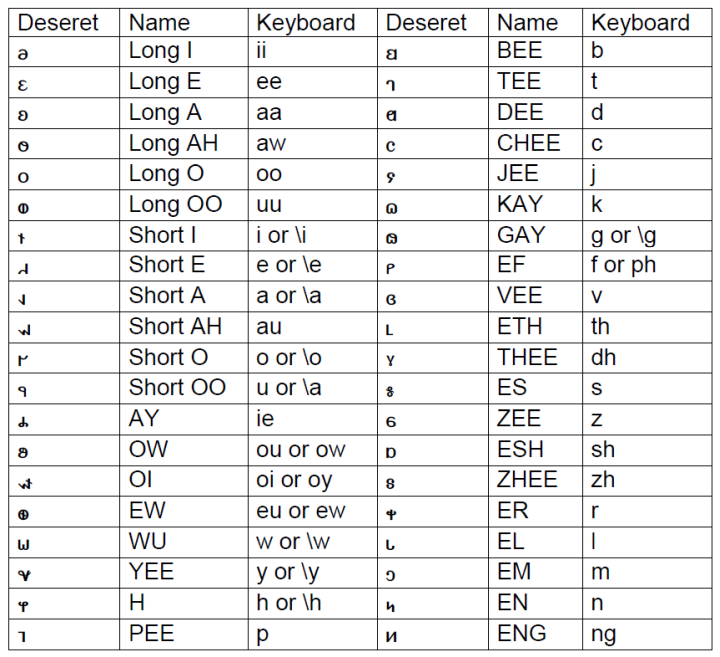 Deseret Name Keyboard Deseret Name Keyboard
𐐨 Long I ii 𐐺 BEE b
𐐩 Long E ee 𐐻 TEE t
𐐪 Long A aa 𐐼 DEE d
𐐫 Long AH aw 𐐽 CHEE c
𐐬 Long O oo 𐐾 JEE j
𐐭 Long OO uu 𐐿 KAY k
𐐮 Short I i or \i 𐑀 GAY g or \g
𐐯 Short E e or \e 𐑁 EF f or ph
𐐰 Short A a or \a 𐑂 VEE v
𐐱 Short AH au 𐑃 ETH th
𐐲 Short O o or \o 𐑄 THEE dh
𐐳 Short OO u or \a 𐑅 ES s
𐐴 AY ie 𐑆 ZEE z
𐐵 OW ou or ow 𐑇 ESH sh
𐑎 OI oi or oy 𐑈 ZHEE zh
𐑏 EW eu or ew 𐑉 ER r
𐐶 WU w or \w 𐑊 EL l
𐐷 YEE y or \y 𐑋 EM m
𐐸 H h or \h 𐑌 EN n
𐐹 PEE p 𐑍 ENG ng